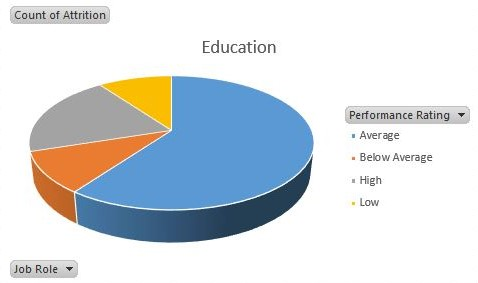 Count of Attrition
Education
Performance Rating
Average
Below Average
High
Low
Job Role